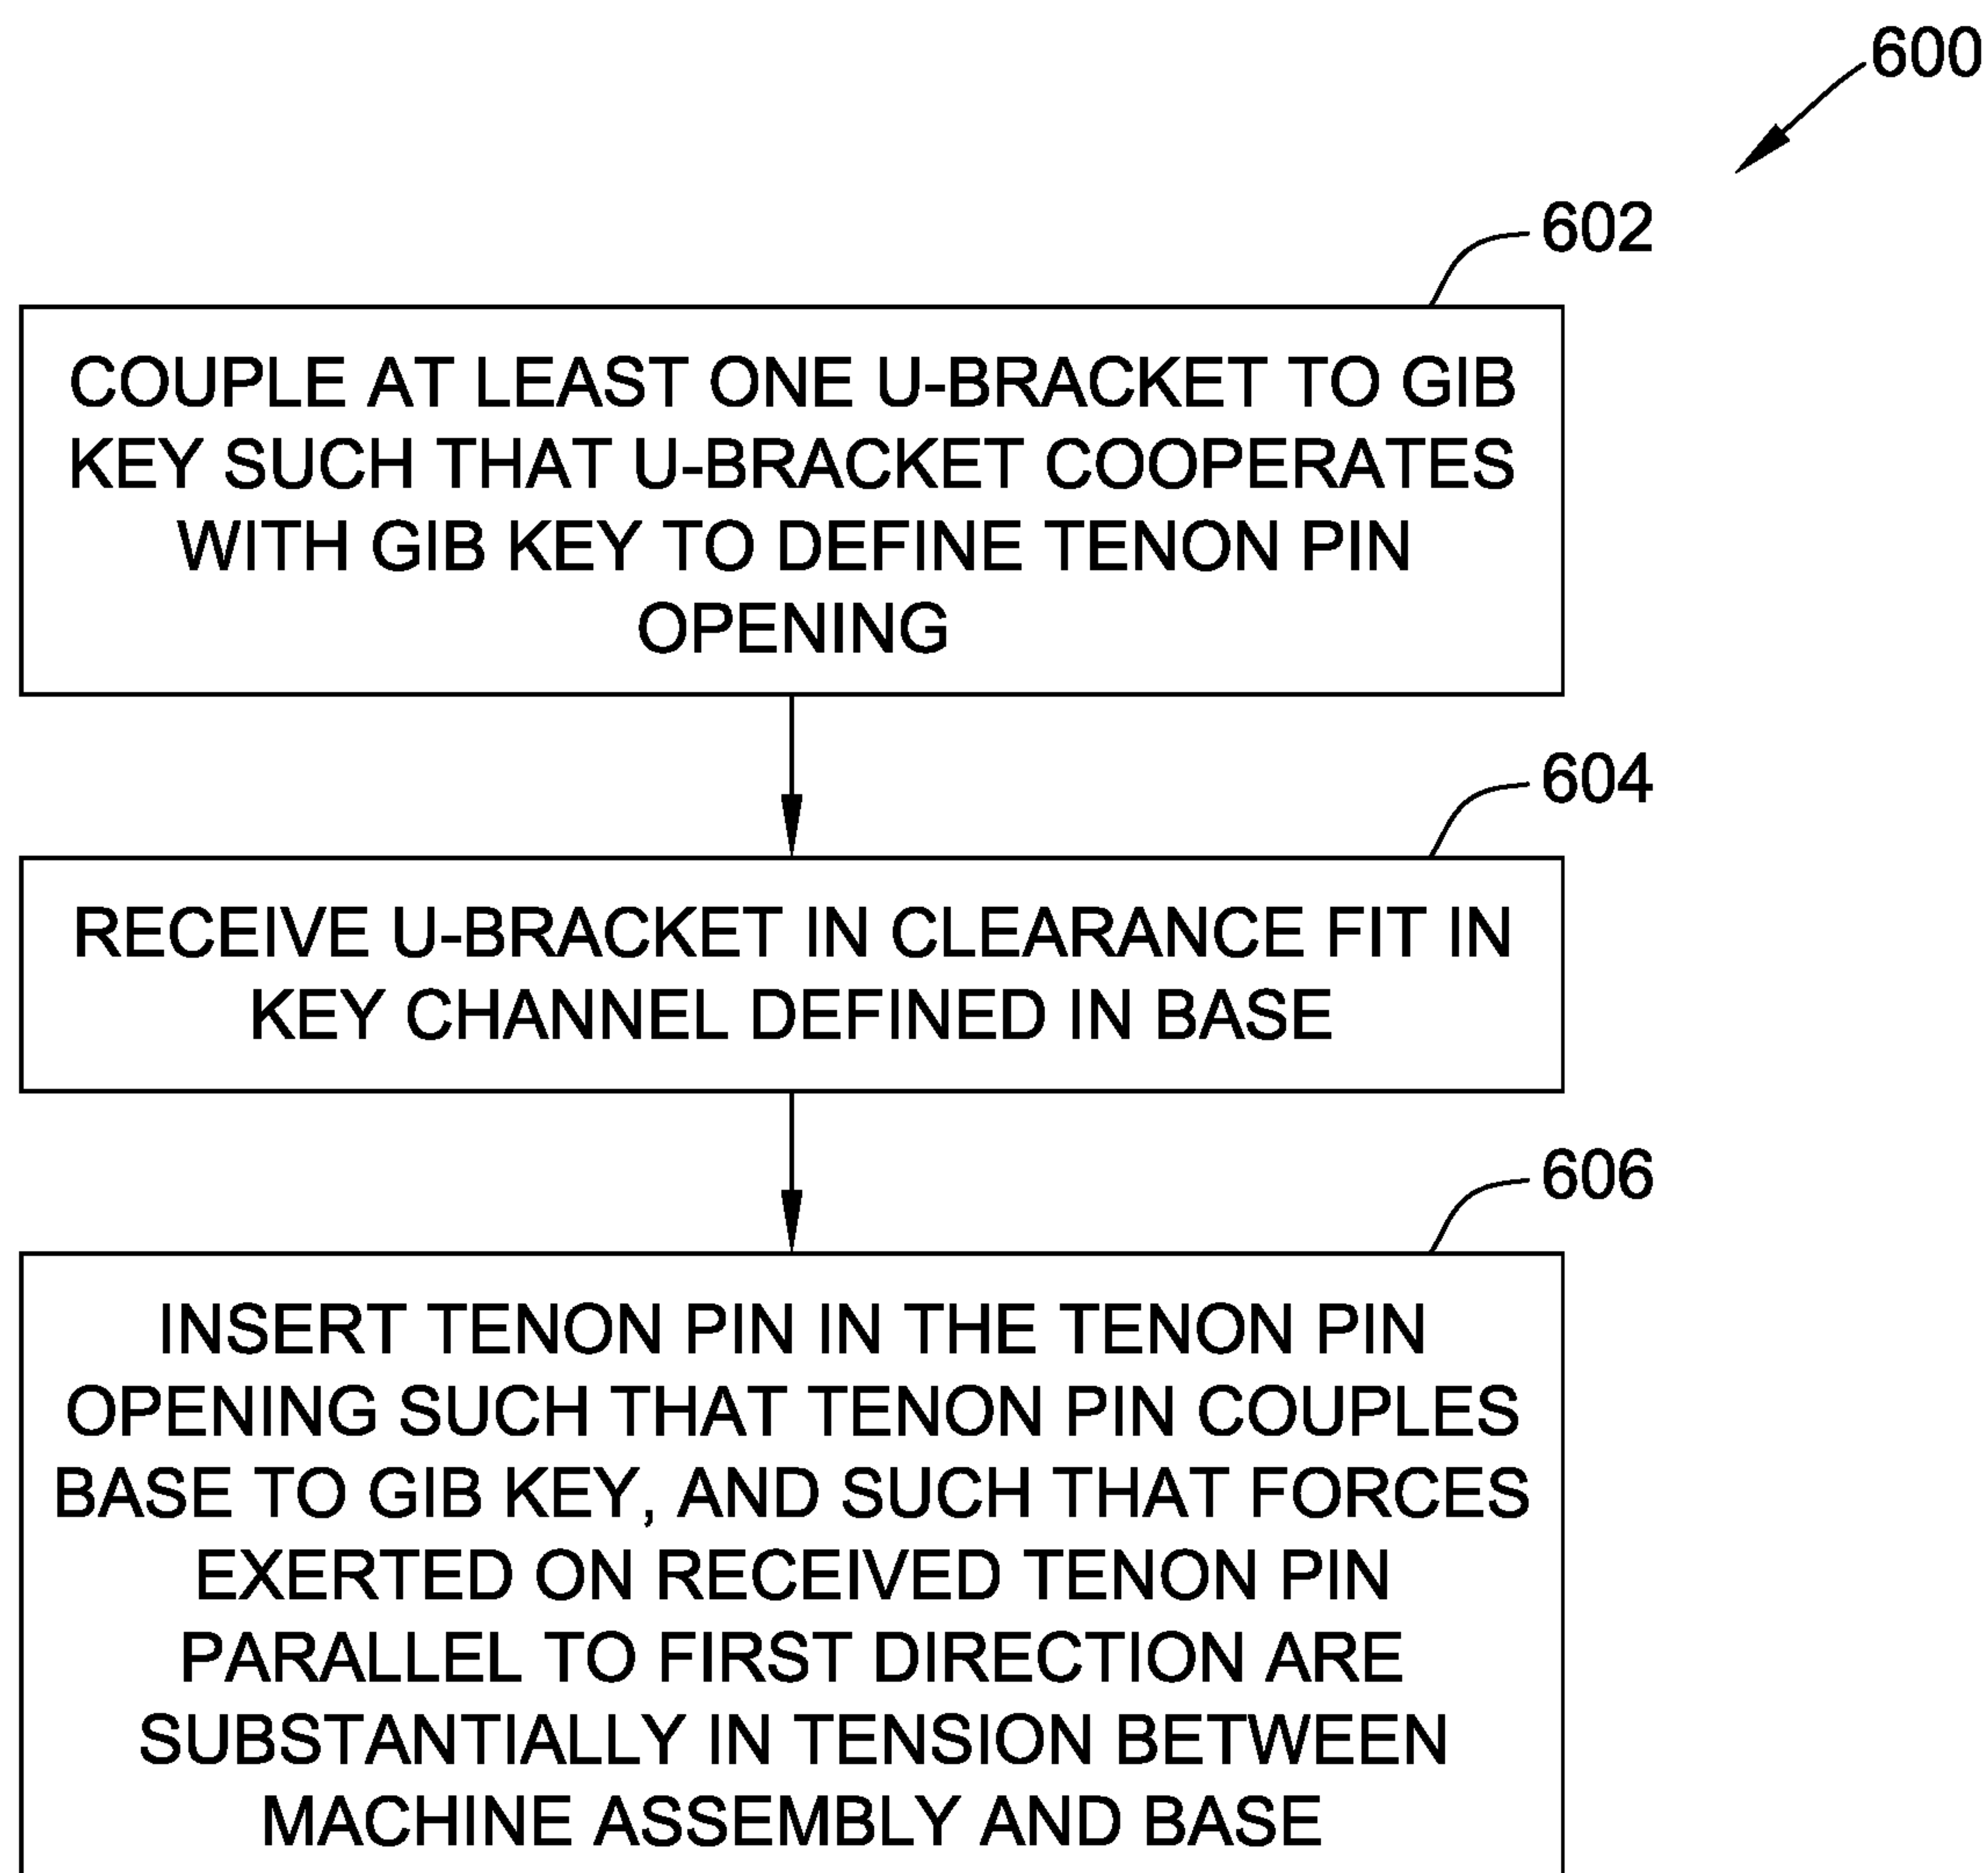 600
602
COUPLE AT LEAST ONE U-BRACKET TO GIB
KEY SUCH THAT U-BRACKET COOPERATES
WITH GIB KEY TO DEFINE TENON PIN
OPENING
604
RECEIVE U-BRACKET IN CLEARANCE FIT IN
KEY CHANNEL DEFINED IN BASE
606
INSERT TENON PIN IN THE TENON PIN
OPENING SUCH THAT TENON PIN COUPLES
BASE TO GIB KEY, AND SUCH THAT FORCES
EXERTED ON RECEIVED TENON PIN
PARALLEL TO FIRST DIRECTION ARE
SUBSTANTIALLY IN TENSION BETWEEN
MACHINE ASSEMBLY AND BASE